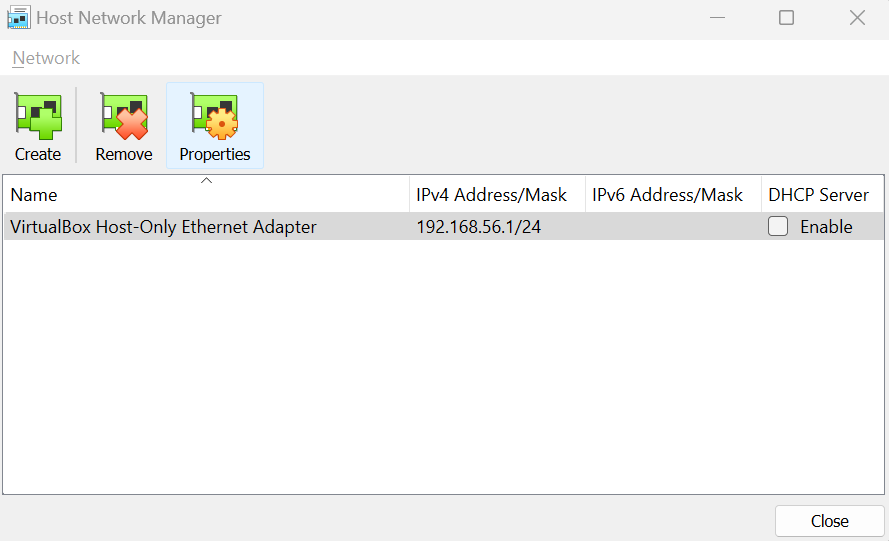 Host Network Manager
Network
Create Remove Properties
Name IPv4 Address/Mask IPv6 Address/Mask DHCP Server
VirtualBox Host-Only Ethernet Adapter 192.168.56.1/24 Enable
Close